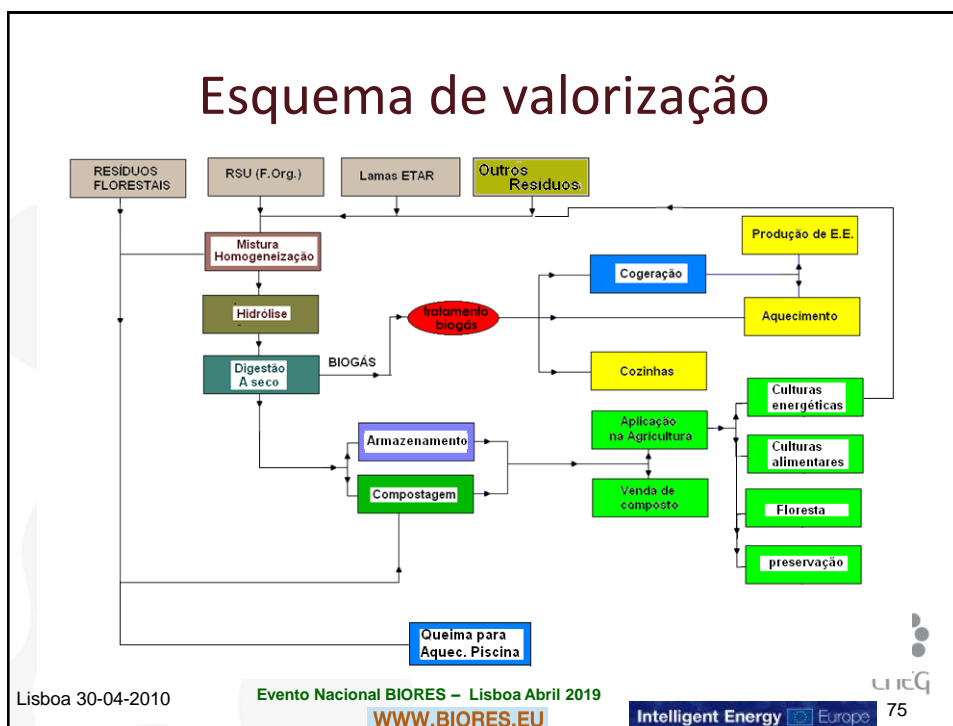 Esquema de valorização
RESÍDUOS
FLORESTAIS
RSU (F.Org.)
Lamas ETAR
Outros
Resíduos
Mistura
Homogeneização
Produção de E.E.
Cogeração
Hidrólise
tratamento
biogás
Aquecimento
Digestão
A seco
BIOGÁS
Cozinhas
Culturas
energéticas
Aplicação
na Agricultura
Armazenamento
Culturas
alimentares
Compostagem
Venda de
composto
Floresta
preservação
Queima para
Aquec. Piscina
Lisboa 30-04-2010
Evento Nacional BIORES – Lisboa Abril 2019
WWW.BIORES.EU
Intelligent Energy Europe
75